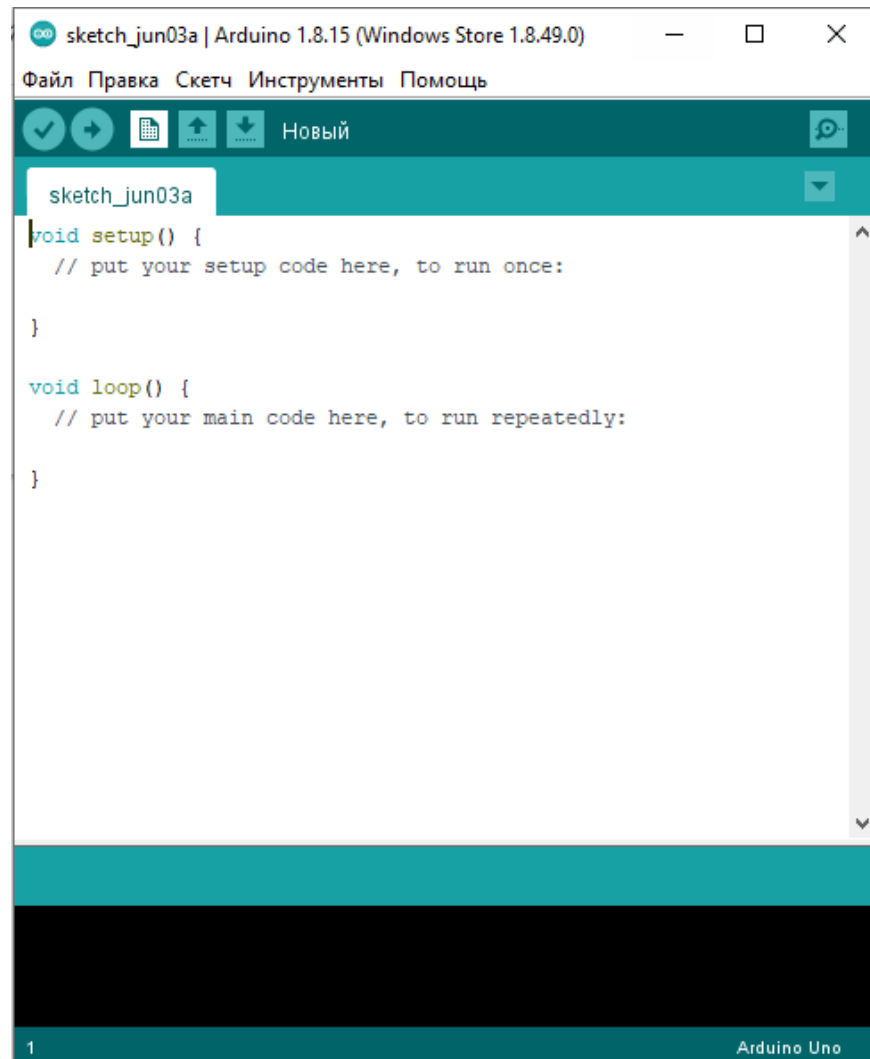 sketch_jun03a | Arduino 1.8.15 (Windows Store 1.8.49.0)
Файл Правка Скетч Инструменты Помощь
Новый
sketch_jun03a
void setup() {
  // put your setup code here, to run once:
}
void loop() {
  // put your main code here, to run repeatedly:
}
1 Arduino Uno